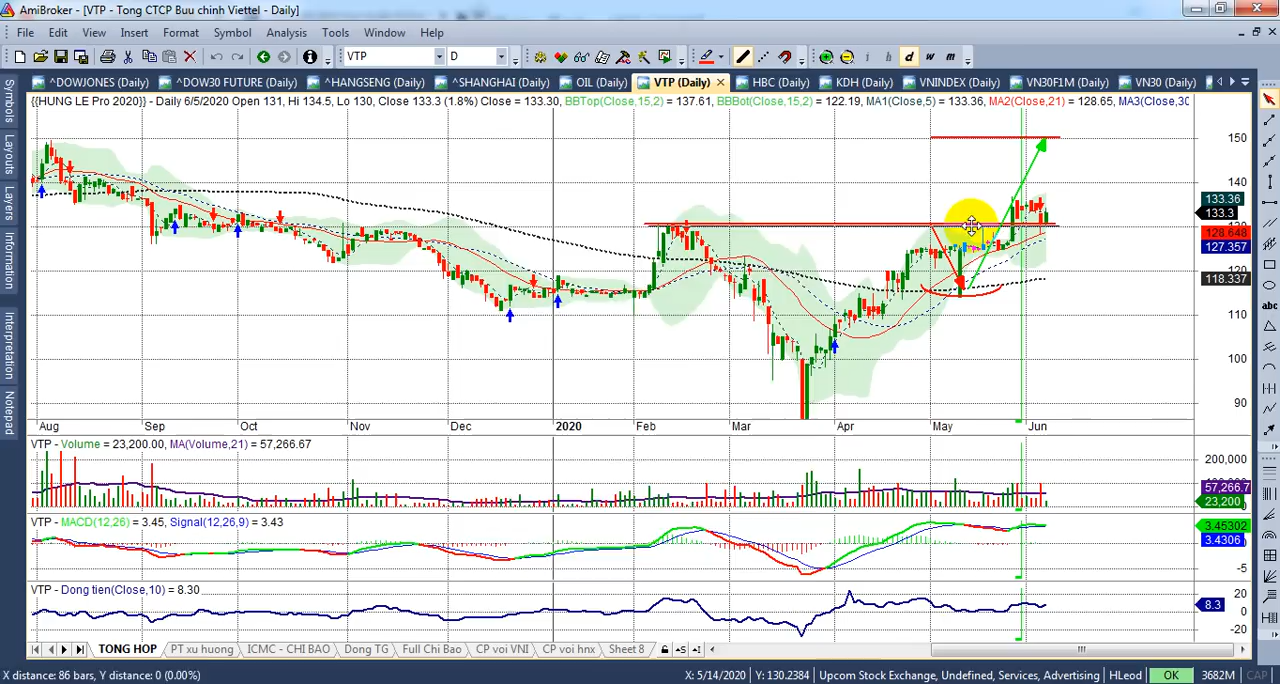 AmiBroker - [VTP - Tong CTCP Buu chinh Viettel - Daily]
File Edit View Insert Format Symbol Analysis Tools Window Help
VTP D i h d w m
^DOWJONES (Daily) ^DOW30 FUTURE (Daily) ^HANGSENG (Daily) ^SHANGHAI (Daily) OIL (Daily) VTP (Daily) HBC (Daily) KDH (Daily) VNINDEX (Daily) VN30F1M (Daily) VN30 (Daily)
{{HUNG LE Pro 2020}} - Daily 6/5/2020 Open 131, Hi 134.5, Lo 130, Close 133.3 (1.8%) Close = 133.30, BBTop(Close,15,2) = 137.61, BBBot(Close,15,2) = 122.19, MA1(Close,5) = 133.36, MA2(Close,21) = 128.65, MA3(Close,30
Symbols
Layouts
Layers
Information
Interpretation
Notepad
150
140
133.36
133.3
130
128.648
127.357
120
118.337
110
100
90
abc
Aug Sep Oct Nov Dec 2020 Feb Mar Apr May Jun
VTP - Volume = 23,200.00, MA(Volume,21) = 57,266.67
200,000
57,266.7
23,200
VTP - MACD(12,26) = 3.45, Signal(12,26,9) = 3.43
3.45302
3.4306
-5
VTP - Dong tien(Close,10) = 8.30
20
8.3
0
-20
TONG HOP PT xu huong ICMC - CHI BAO Dong TG Full Chi Bao CP voi VNI CP voi hnx Sheet 8
X distance: 86 bars, Y distance: 0 (0.00%) X: 5/14/2020 Y: 130.2384 Upcom Stock Exchange, Undefined, Services, Advertising HLeod OK 3682M CAP